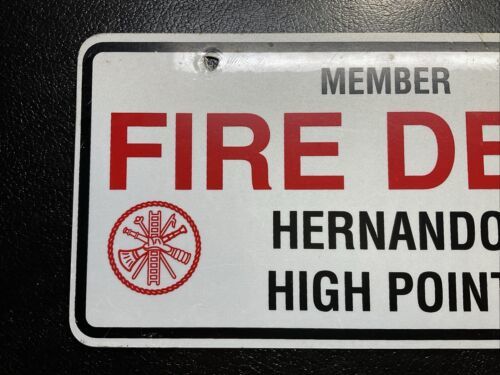 MEMBER
FIRE DE
HERNANDO
HIGH POINT